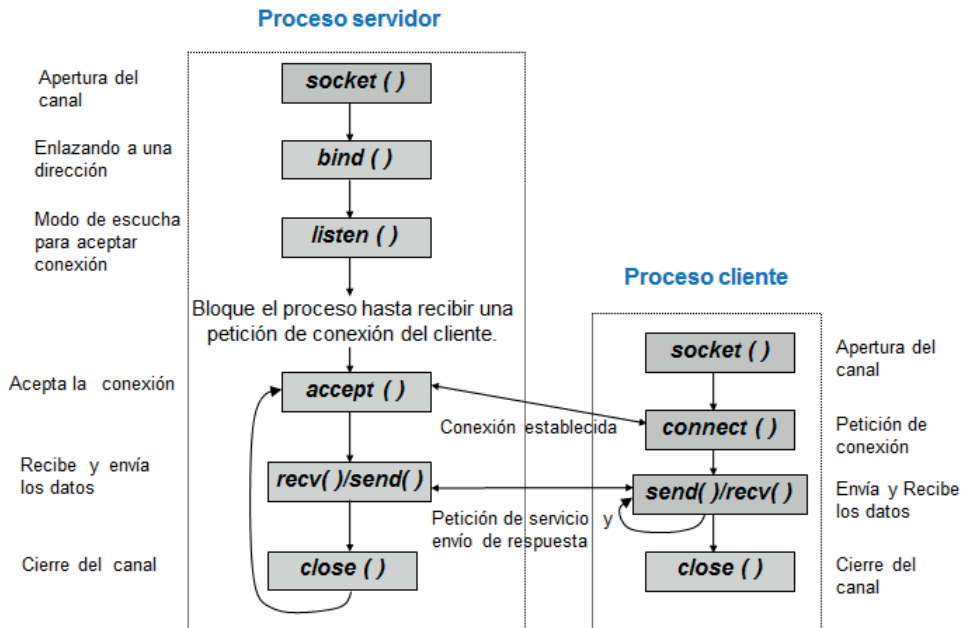 Proceso servidor
Apertura del
canal
socket ( )
Enlazando a una
dirección
bind ( )
Modo de escucha
para aceptar
conexión
listen ( )
Bloque el proceso hasta recibir una
petición de conexión del cliente.
Acepta la conexión
accept ( )
Recibe y envía
los datos
recv( )/send( )
Cierre del canal
close ( )
Conexión establecida
Petición de servicio y
envío de respuesta
Proceso cliente
socket ( )
Apertura del
canal
connect ( )
Petición de
conexión
send( )/recv( )
Envía y Recibe
los datos
close ( )
Cierre del
canal